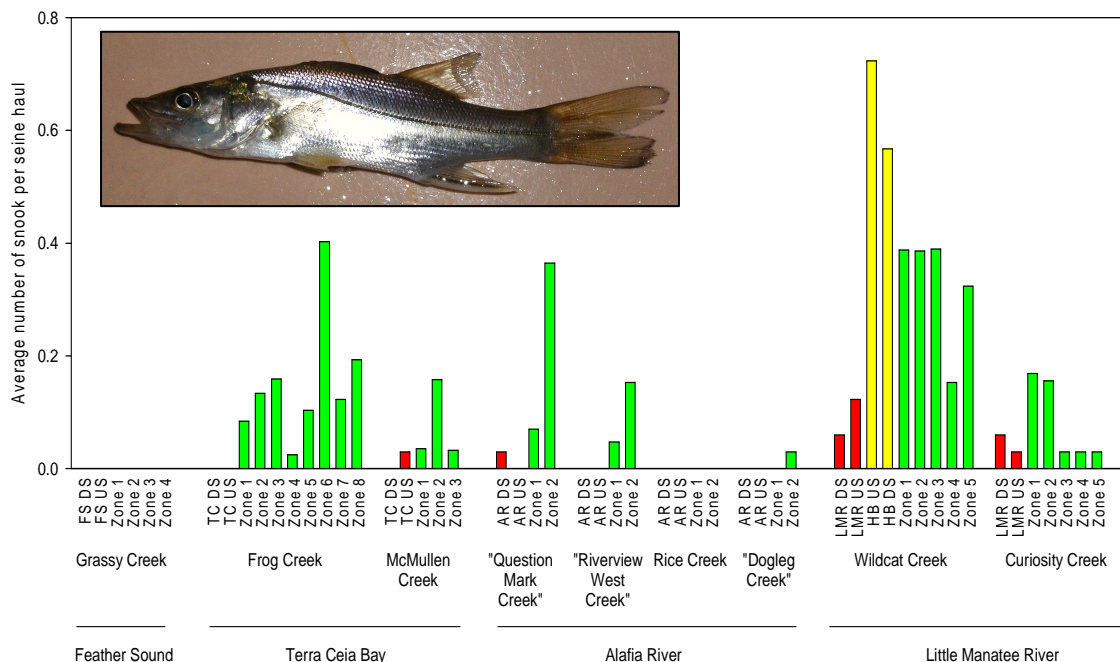 Average number of snook per seine haul
0.8
0.6
0.4
0.2
0.0
FS DS
FS US
Zone 1
Zone 2
Zone 3
Zone 4
TC DS
TC US
Zone 1
Zone 2
Zone 3
Zone 4
Zone 5
Zone 6
Zone 7
Zone 8
TC DS
TC US
Zone 1
Zone 2
Zone 3
AR DS
AR US
Zone 1
Zone 2
AR DS
AR US
Zone 1
Zone 2
AR DS
AR US
Zone 1
Zone 2
AR DS
AR US
Zone 1
Zone 2
LMR DS
LMR US
HB US
HB DS
Zone 1
Zone 2
Zone 3
Zone 4
Zone 5
LMR DS
LMR US
Zone 1
Zone 2
Zone 3
Zone 4
Zone 5
Grassy Creek
Frog Creek
McMullen
Creek
"Question
Mark
Creek"
"Riverview
West
Creek"
Rice Creek
"Dogleg
Creek"
Wildcat Creek
Curiosity Creek
Feather Sound
Terra Ceia Bay
Alafia River
Little Manatee River